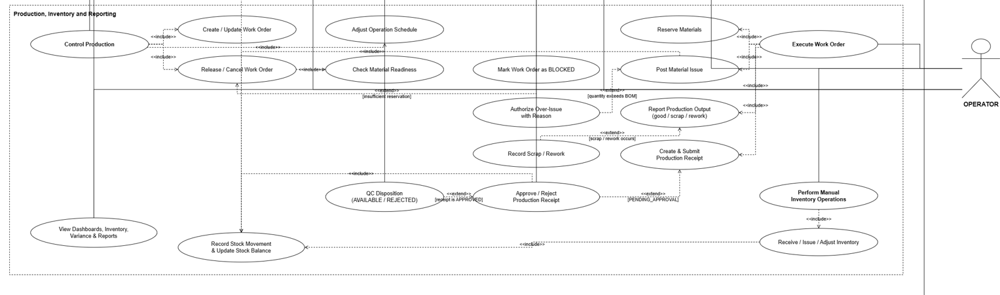 Production, Inventory and Reporting
Control Production
<<include>>
<<include>>
Create / Update Work Order
Release / Cancel Work Order
<<include>>
<<include>>
<<include>>
Adjust Operation Schedule
Check Material Readiness
<<extend>>
[insufficient reservation]
Mark Work Order as BLOCKED
Authorize Over-Issue
with Reason
<<extend>>
[quantity exceeds BOM]
Record Scrap / Rework
<<extend>>
[scrap / rework occurs]
Reserve Materials
Post Material Issue
Report Production Output
(good / scrap / rework)
Create & Submit
Production Receipt
<<include>>
<<include>>
<<include>>
<<include>>
Execute Work Order
OPERATOR
<<include>>
QC Disposition
(AVAILABLE / REJECTED)
<<extend>>
[receipt is APPROVED]
Approve / Reject
Production Receipt
<<extend>>
[PENDING_APPROVAL]
Perform Manual
Inventory Operations
<<include>>
View Dashboards, Inventory,
Variance & Reports
Record Stock Movement
& Update Stock Balance
<<include>>
Receive / Issue / Adjust Inventory